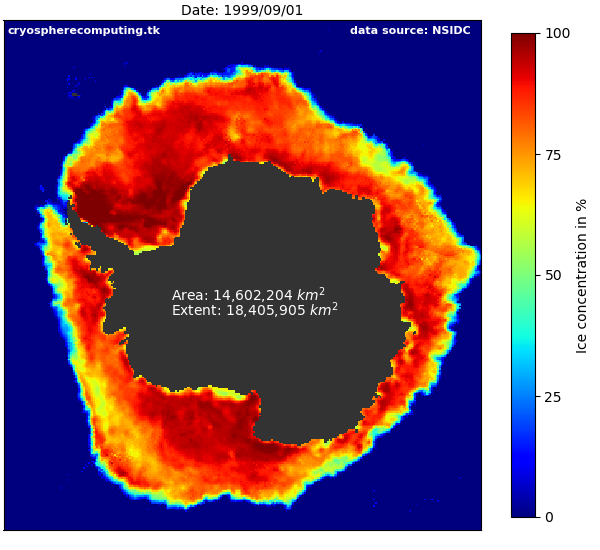 Date: 1999/09/01
cryospherecomputing.tk
data source: NSIDC
100
75
50
25
0
Ice concentration in %
Area: 14,602,204 km²
Extent: 18,405,905 km²